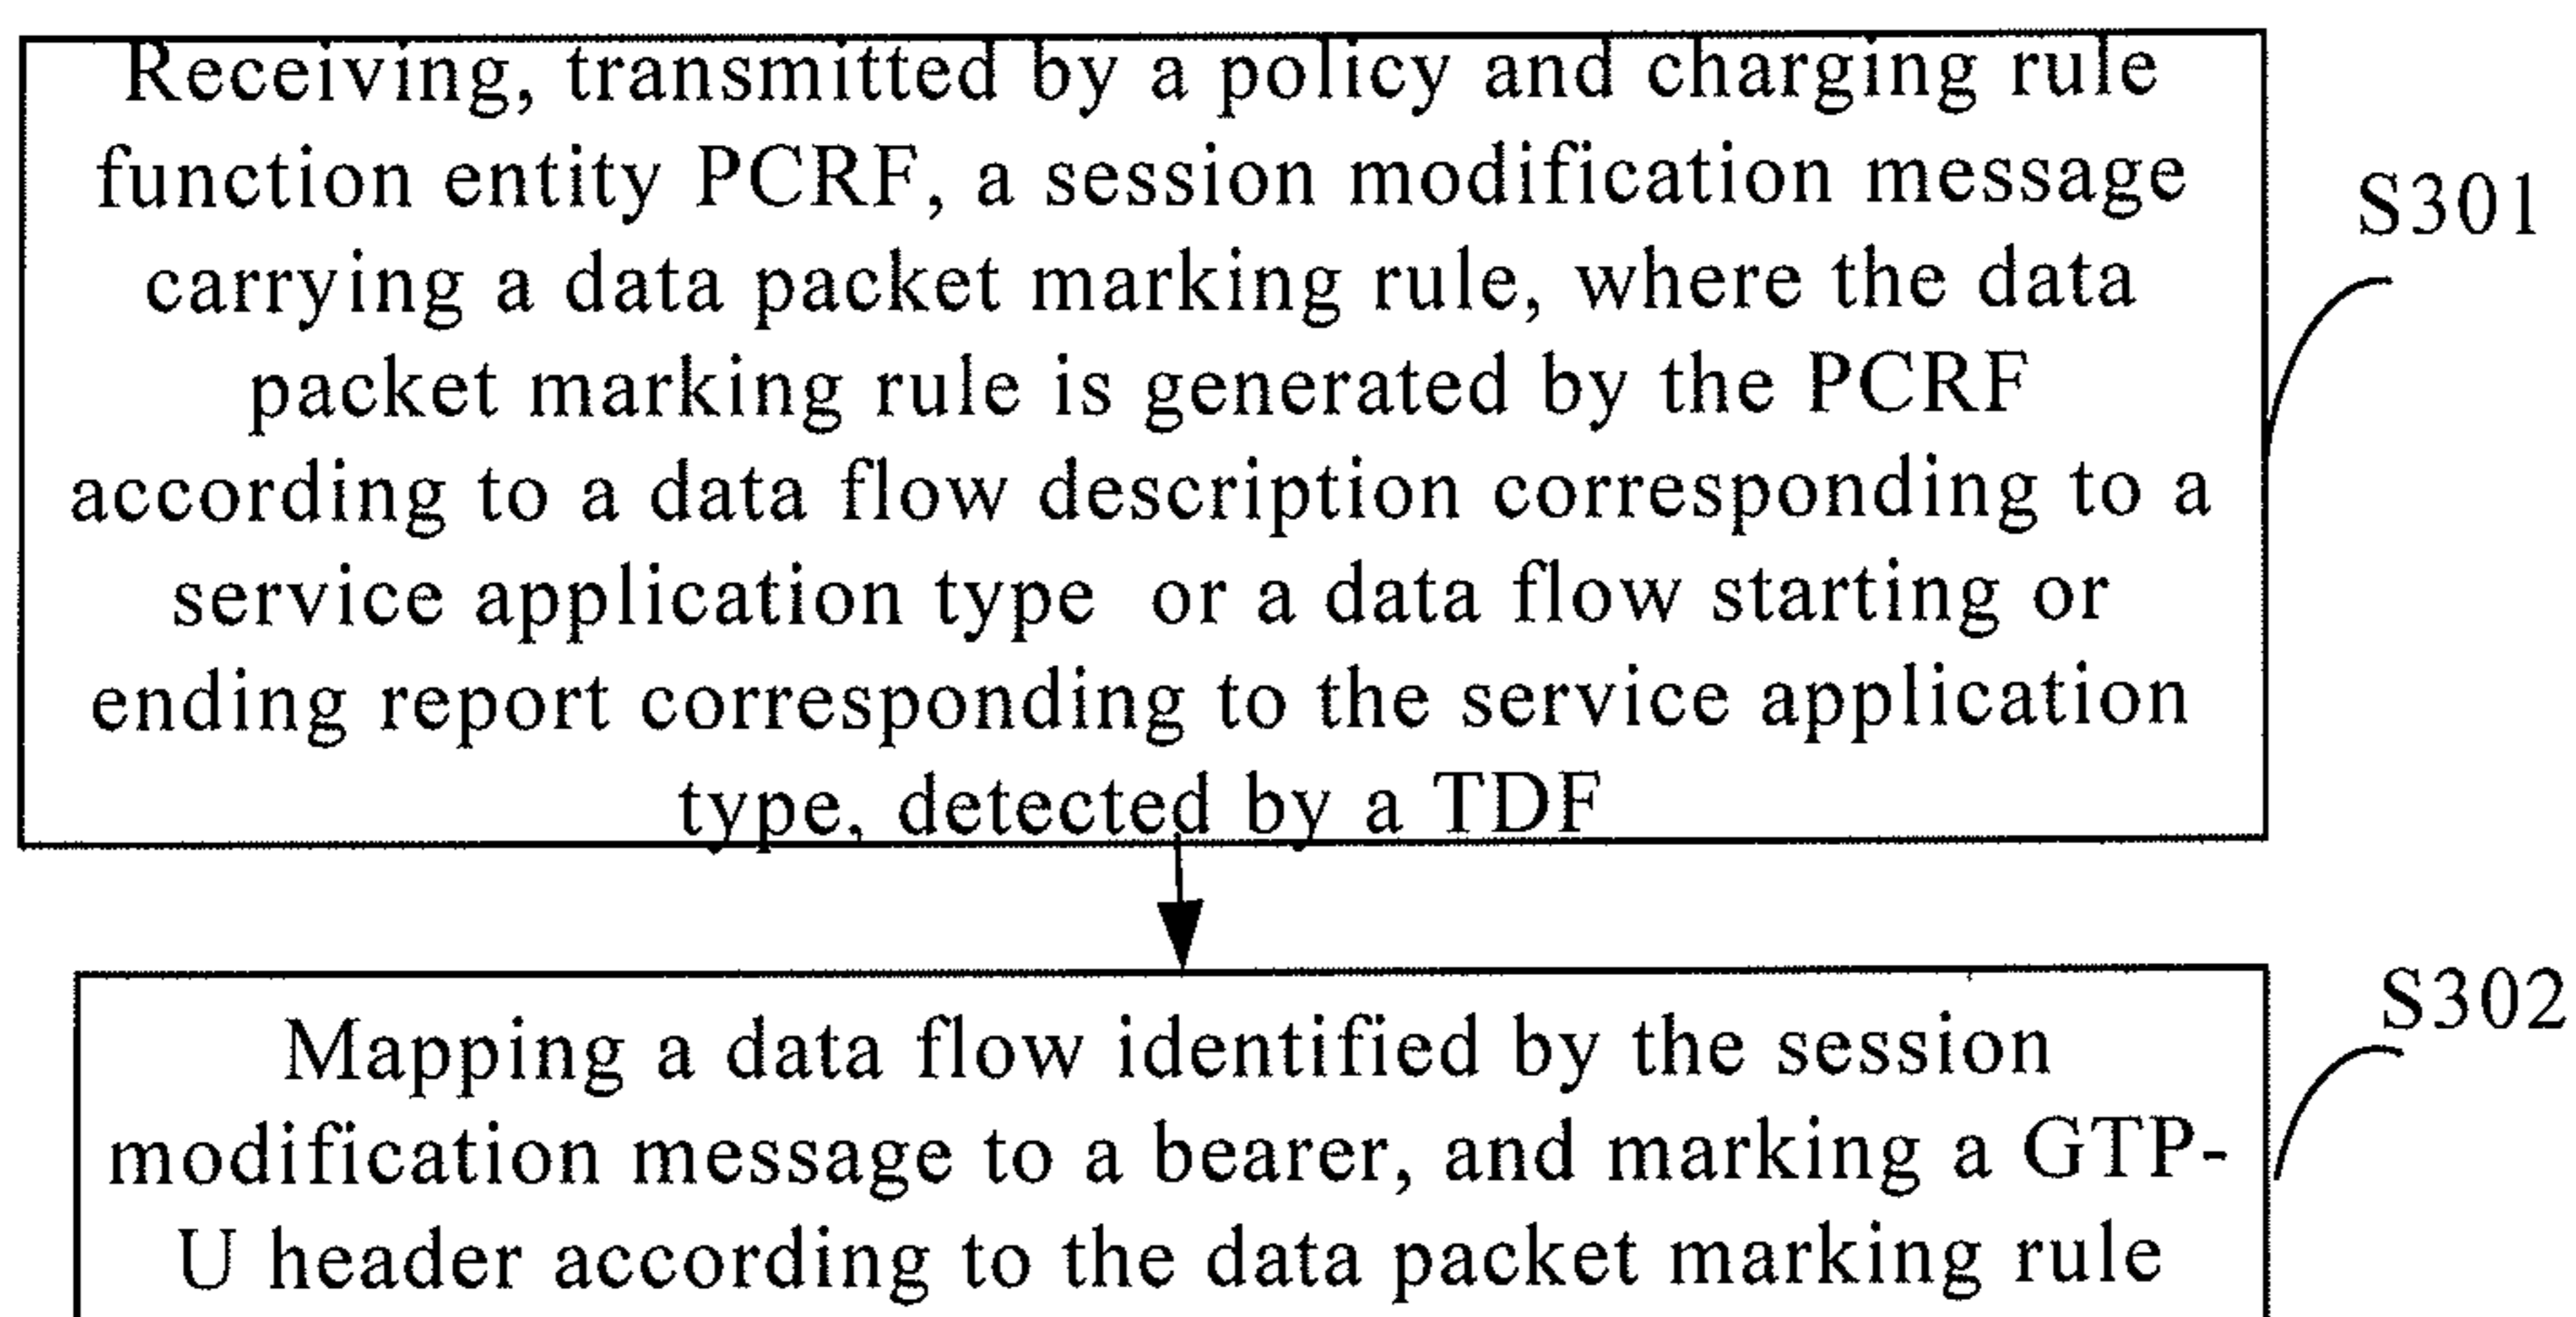 Receiving, transmitted by a policy and charging rule
function entity PCRF, a session modification message
carrying a data packet marking rule, where the data
packet marking rule is generated by the PCRF
according to a data flow description corresponding to a
service application type or a data flow starting or
ending report corresponding to the service application
type, detected by a TDF
S301
Mapping a data flow identified by the session
modification message to a bearer, and marking a GTP-
U header according to the data packet marking rule
S302